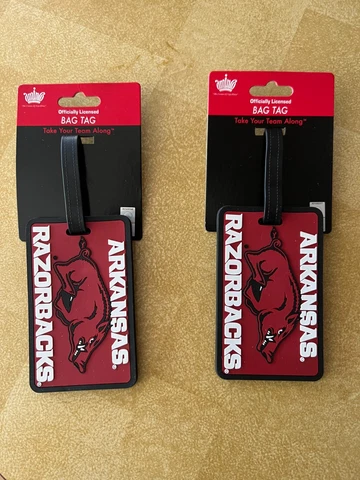 Officially Licensed
BAG TAG
Take Your Team Along™
ARKANSAS®
RAZORBACKS®
Officially Licensed
BAG TAG
Take Your Team Along™
ARKANSAS®
RAZORBACKS®